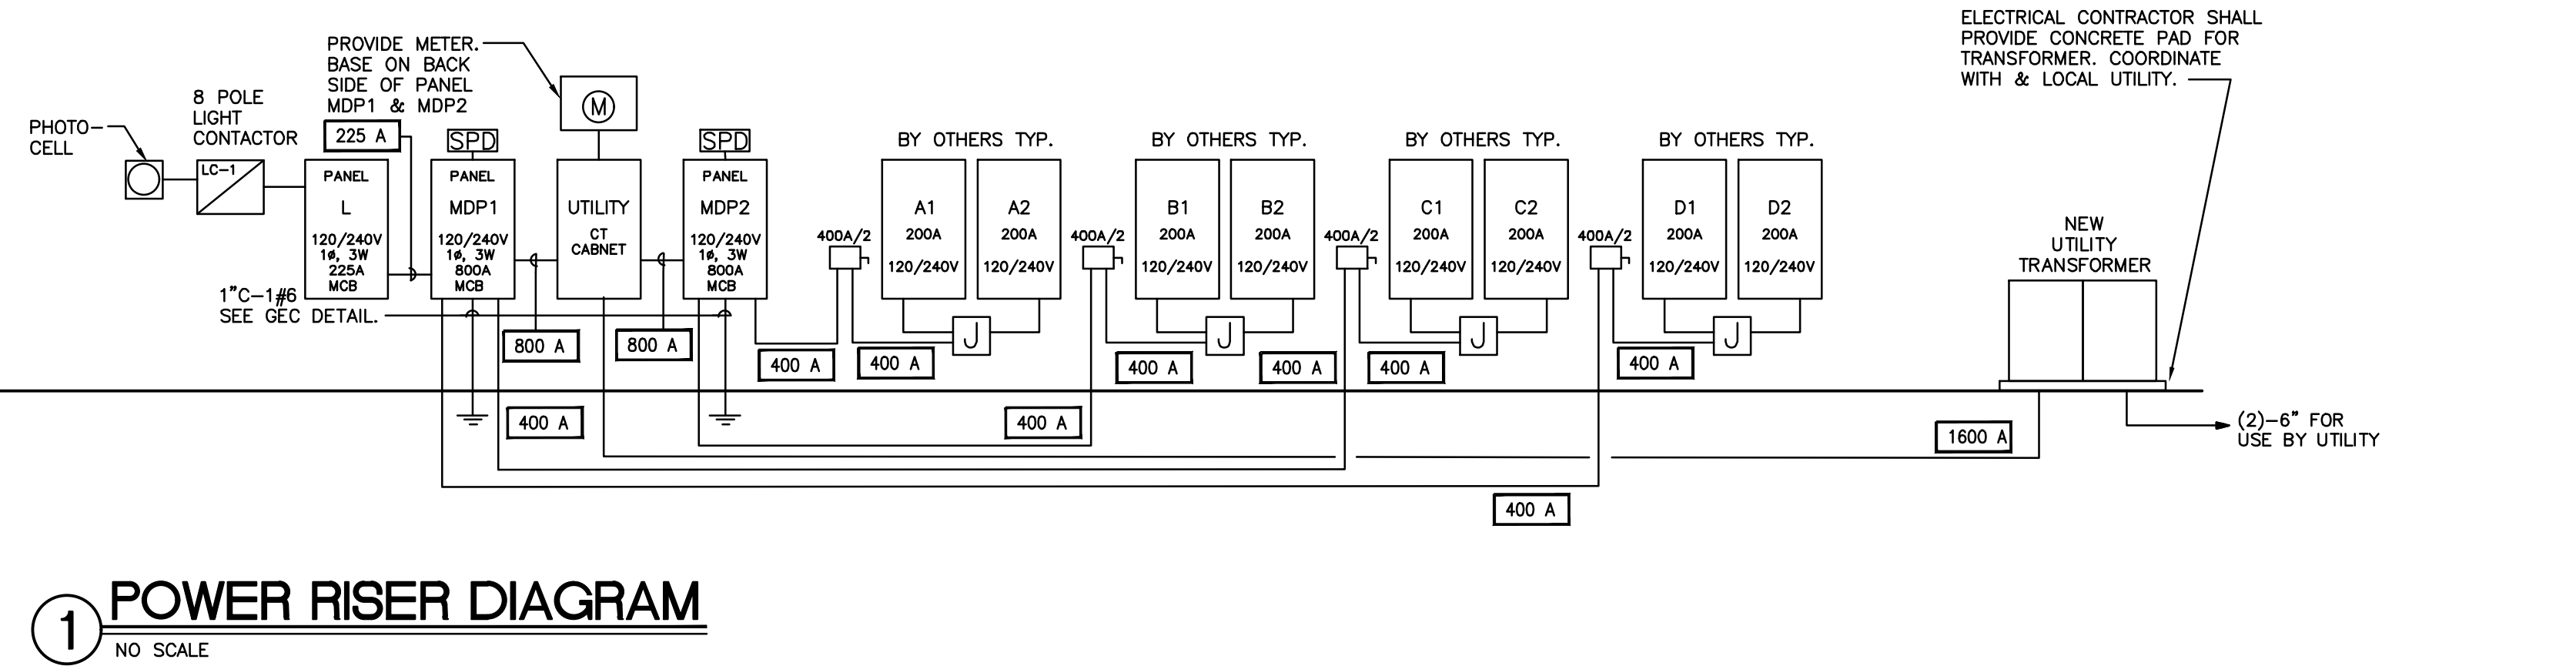 ELECTRICAL CONTRACTOR SHALL
PROVIDE CONCRETE PAD FOR
TRANSFORMER. COORDINATE
WITH & LOCAL UTILITY.
PROVIDE METER.
BASE ON BACK
SIDE OF PANEL
MDP1 & MDP2
8 POLE
LIGHT
CONTACTOR
PHOTO-
CELL
225 A
LC-1
M
SPD
SPD
PANEL
L
120/240V
1ø, 3W
225A
MCB
PANEL
MDP1
120/240V
1ø, 3W
800A
MCB
UTILITY
CT
CABNET
PANEL
MDP2
120/240V
1ø, 3W
800A
MCB
BY OTHERS TYP.
400A/2
A1
200A
120/240V
A2
200A
120/240V
J
BY OTHERS TYP.
400A/2
B1
200A
120/240V
B2
200A
120/240V
J
BY OTHERS TYP.
400A/2
C1
200A
120/240V
C2
200A
120/240V
J
BY OTHERS TYP.
400A/2
D1
200A
120/240V
D2
200A
120/240V
J
NEW
UTILITY
TRANSFORMER
1"C-1#6
SEE GEC DETAIL.
800 A
800 A
400 A
400 A
400 A
400 A
400 A
400 A
400 A
400 A
1600 A
(2)-6" FOR
USE BY UTILITY
400 A
1
POWER RISER DIAGRAM
NO SCALE